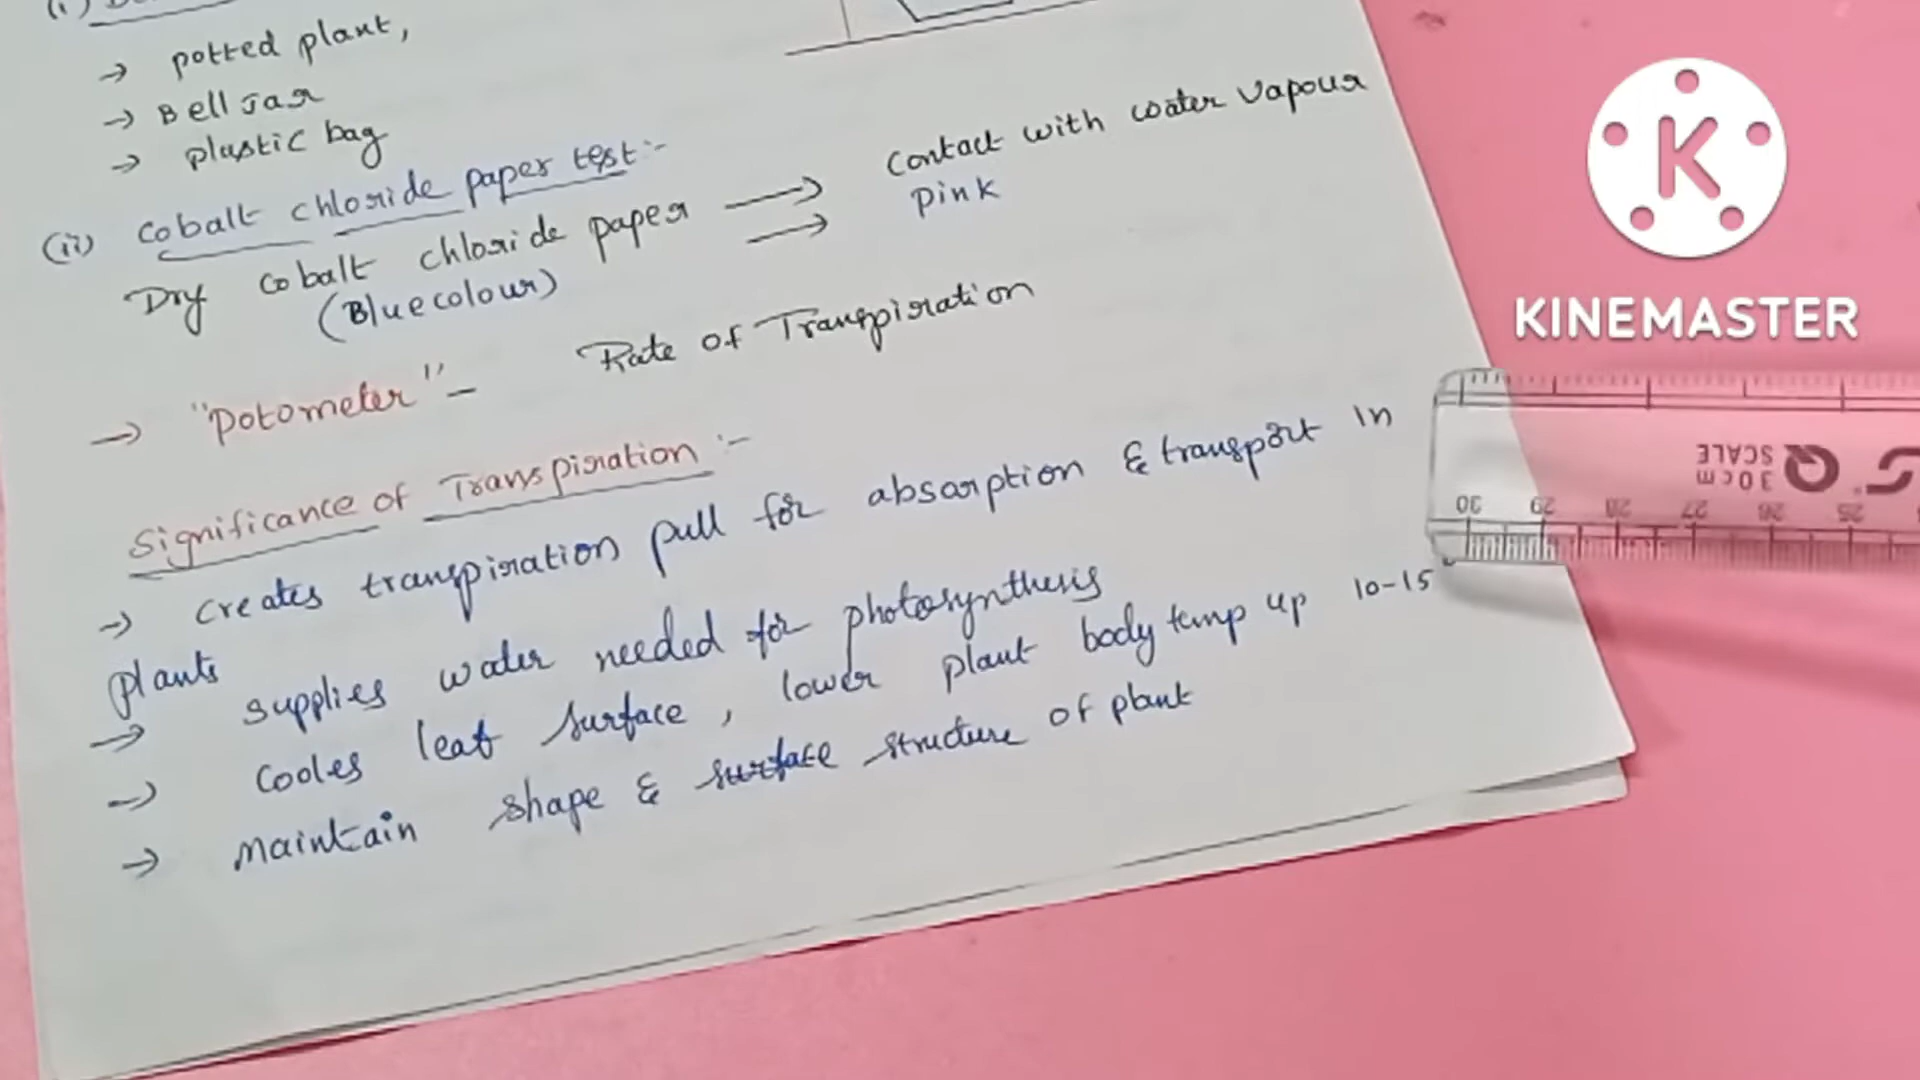 → potted plant,
→ Bell Jar
→ plastic bag
(ii) Cobalt chloride paper test:-
Dry Cobalt chloride paper → Contact with water vapour
(Blue colour) → pink
→ "Potometer" - Rate of Transpiration
Significance of Transpiration :-
→ Creates transpiration pull for absorption & transport in
plants
→ supplies water needed for photosynthesis
→ cooles leaf surface, lower plant body temp up 10-15
→ maintain shape & surface structure of plant
KINEMASTER
K
30cm
SCALE
30 29 28 27 26 25